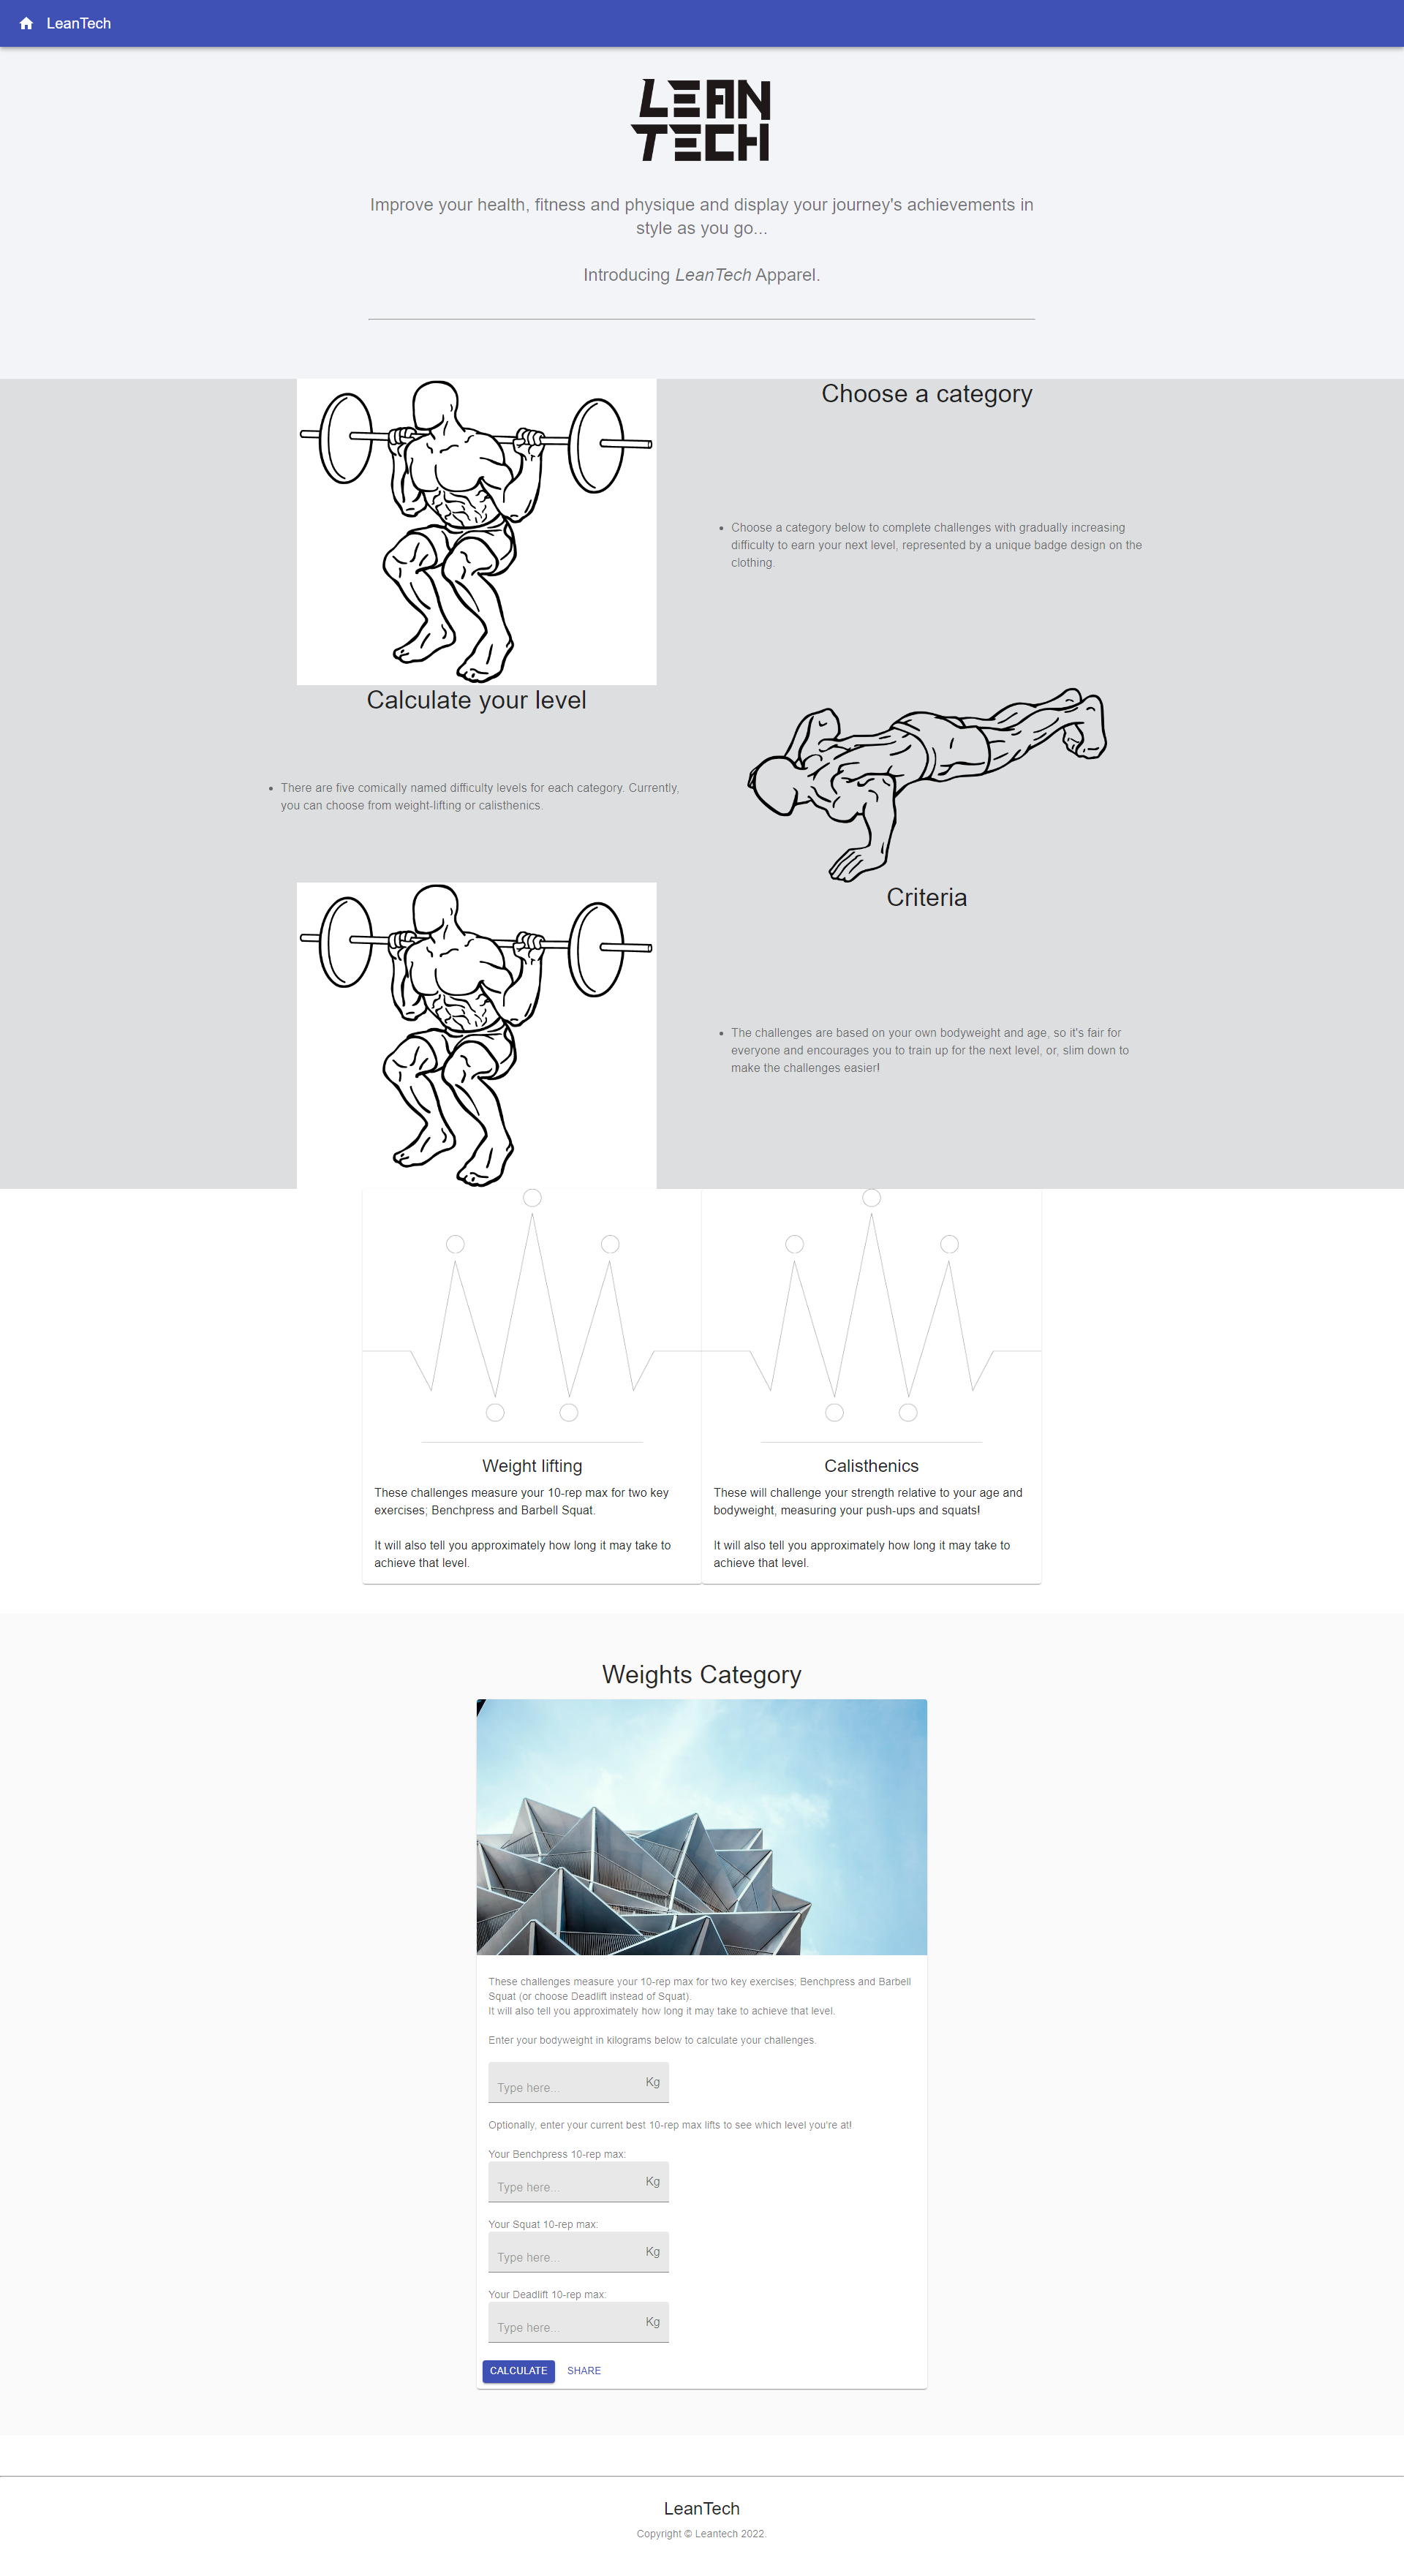 LeanTech
LEAN
TECH
Improve your health, fitness and physique and display your journey's achievements in
style as you go...
Introducing LeanTech Apparel.
Choose a category
• Choose a category below to complete challenges with gradually increasing
difficulty to earn your next level, represented by a unique badge design on the
clothing.
Calculate your level
• There are five comically named difficulty levels for each category. Currently,
you can choose from weight-lifting or calisthenics.
Criteria
• The challenges are based on your own bodyweight and age, so it's fair for
everyone and encourages you to train up for the next level, or, slim down to
make the challenges easier!
Weight lifting
These challenges measure your 10-rep max for two key
exercises; Benchpress and Barbell Squat.
It will also tell you approximately how long it may take to
achieve that level.
Calisthenics
These will challenge your strength relative to your age and
bodyweight, measuring your push-ups and squats!
It will also tell you approximately how long it may take to
achieve that level.
Weights Category
These challenges measure your 10-rep max for two key exercises; Benchpress and Barbell
Squat (or choose Deadlift instead of Squat).
It will also tell you approximately how long it may take to achieve that level.
Enter your bodyweight in kilograms below to calculate your challenges.
Type here... Kg
Optionally, enter your current best 10-rep max lifts to see which level you're at!
Your Benchpress 10-rep max:
Type here... Kg
Your Squat 10-rep max:
Type here... Kg
Your Deadlift 10-rep max:
Type here... Kg
CALCULATE SHARE
LeanTech
Copyright © Leantech 2022.